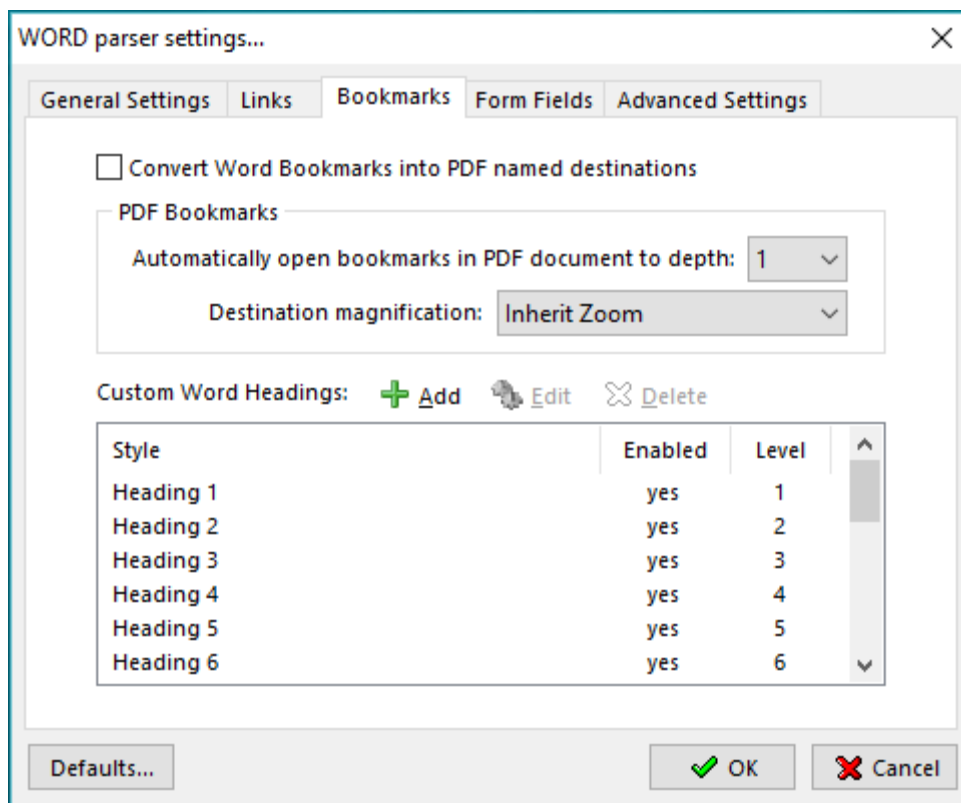 WORD parser settings...
General Settings Links Bookmarks Form Fields Advanced Settings
Convert Word Bookmarks into PDF named destinations
PDF Bookmarks
Automatically open bookmarks in PDF document to depth: 1
Destination magnification: Inherit Zoom
Custom Word Headings: Add Edit Delete
Style Enabled Level
Heading 1 yes 1
Heading 2 yes 2
Heading 3 yes 3
Heading 4 yes 4
Heading 5 yes 5
Heading 6 yes 6
Defaults... OK Cancel